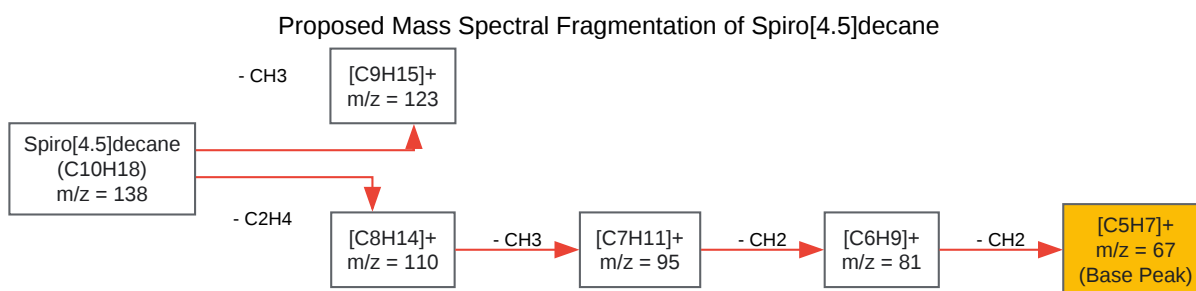 Proposed Mass Spectral Fragmentation of Spiro[4.5]decane
- CH3
[C9H15]+
m/z = 123
Spiro[4.5]decane
(C10H18)
m/z = 138
- C2H4
[C8H14]+
m/z = 110
- CH3
[C7H11]+
m/z = 95
- CH2
[C6H9]+
m/z = 81
- CH2
[C5H7]+
m/z = 67
(Base Peak)